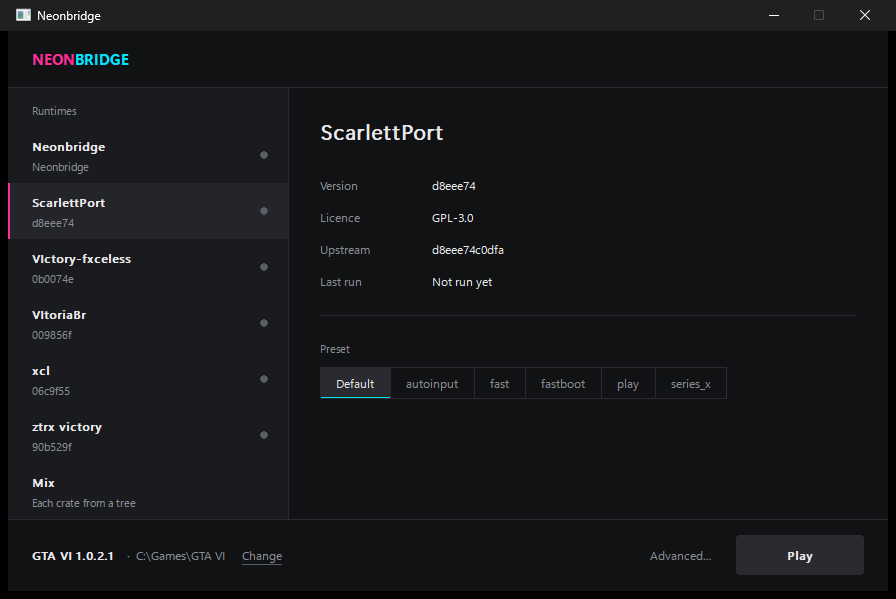 Neonbridge
NEONBRIDGE
Runtimes
Neonbridge
Neonbridge
ScarlettPort
d8eee74
VIctory-fxceless
0b0074e
VItoriaBr
009856f
xcl
06c9f55
ztrx victory
90b529f
Mix
Each crate from a tree
ScarlettPort
Version d8eee74
Licence GPL-3.0
Upstream d8eee74c0dfa
Last run Not run yet
Preset
Default autoinput fast fastboot play series_x
GTA VI 1.0.2.1 · C:\Games\GTA VI Change Advanced... Play